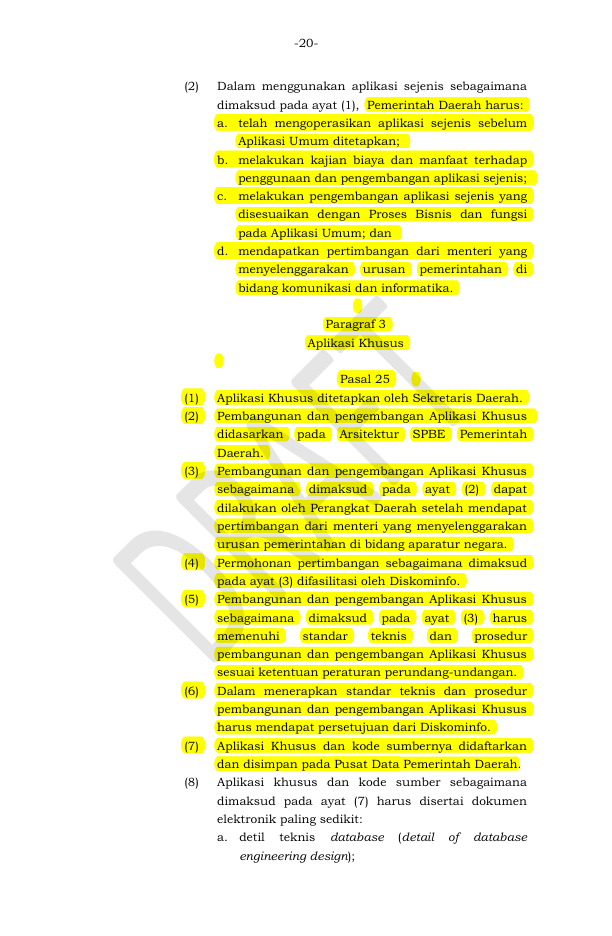 -20-
(2) Dalam menggunakan aplikasi sejenis sebagaimana
dimaksud pada ayat (1), Pemerintah Daerah harus:
a. telah mengoperasikan aplikasi sejenis sebelum
Aplikasi Umum ditetapkan;
b. melakukan kajian biaya dan manfaat terhadap
penggunaan dan pengembangan aplikasi sejenis;
c. melakukan pengembangan aplikasi sejenis yang
disesuaikan dengan Proses Bisnis dan fungsi
pada Aplikasi Umum; dan
d. mendapatkan pertimbangan dari menteri yang
menyelenggarakan urusan pemerintahan di
bidang komunikasi dan informatika.
Paragraf 3
Aplikasi Khusus
Pasal 25
(1) Aplikasi Khusus ditetapkan oleh Sekretaris Daerah.
(2) Pembangunan dan pengembangan Aplikasi Khusus
didasarkan pada Arsitektur SPBE Pemerintah
Daerah.
(3) Pembangunan dan pengembangan Aplikasi Khusus
sebagaimana dimaksud pada ayat (2) dapat
dilakukan oleh Perangkat Daerah setelah mendapat
pertimbangan dari menteri yang menyelenggarakan
urusan pemerintahan di bidang aparatur negara.
(4) Permohonan pertimbangan sebagaimana dimaksud
pada ayat (3) difasilitasi oleh Diskominfo.
(5) Pembangunan dan pengembangan Aplikasi Khusus
sebagaimana dimaksud pada ayat (3) harus
memenuhi standar teknis dan prosedur
pembangunan dan pengembangan Aplikasi Khusus
sesuai ketentuan peraturan perundang-undangan.
(6) Dalam menerapkan standar teknis dan prosedur
pembangunan dan pengembangan Aplikasi Khusus
harus mendapat persetujuan dari Diskominfo.
(7) Aplikasi Khusus dan kode sumbernya didaftarkan
dan disimpan pada Pusat Data Pemerintah Daerah.
(8) Aplikasi khusus dan kode sumber sebagaimana
dimaksud pada ayat (7) harus disertai dokumen
elektronik paling sedikit:
a. detil teknis database (detail of database
engineering design);
DRAFT